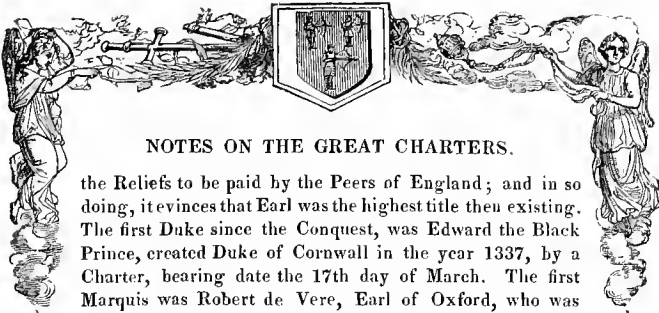 NOTES ON THE GREAT CHARTERS.
the Reliefs to be paid by the Peers of England; and in so
doing, it evinces that Earl was the highest title then existing.
The first Duke since the Conquest, was Edward the Black
Prince, created Duke of Cornwall in the year 1337, by a
Charter, bearing date the 17th day of March. The first
Marquis was Robert de Vere, Earl of Oxford, who was